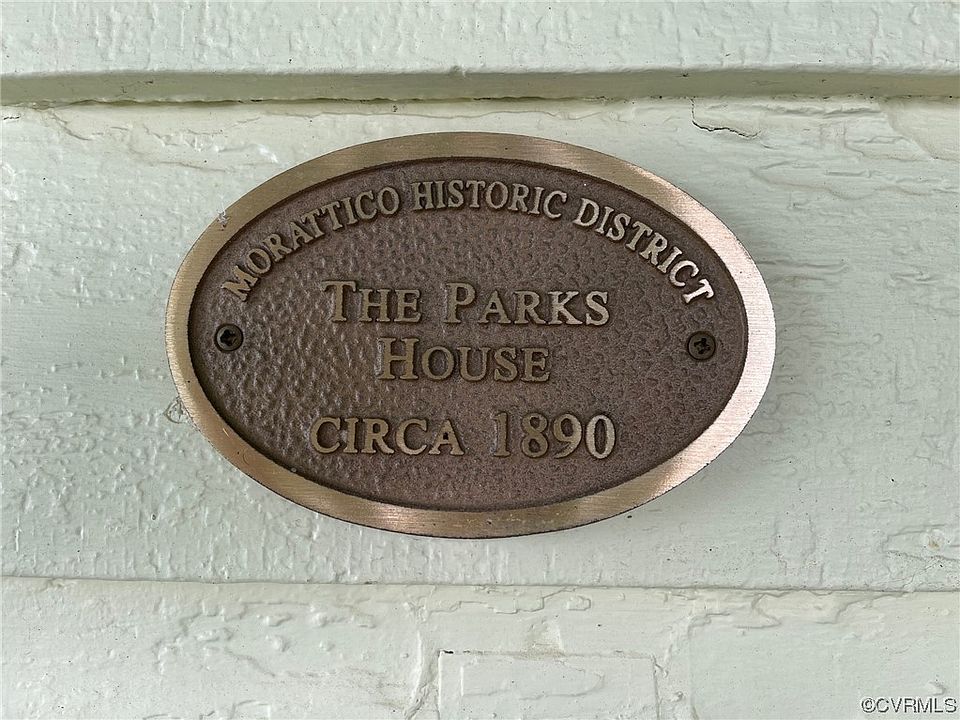 MORATTICO HISTORIC DISTRICT
THE PARKS
HOUSE
CIRCA 1890
©CVRMLS